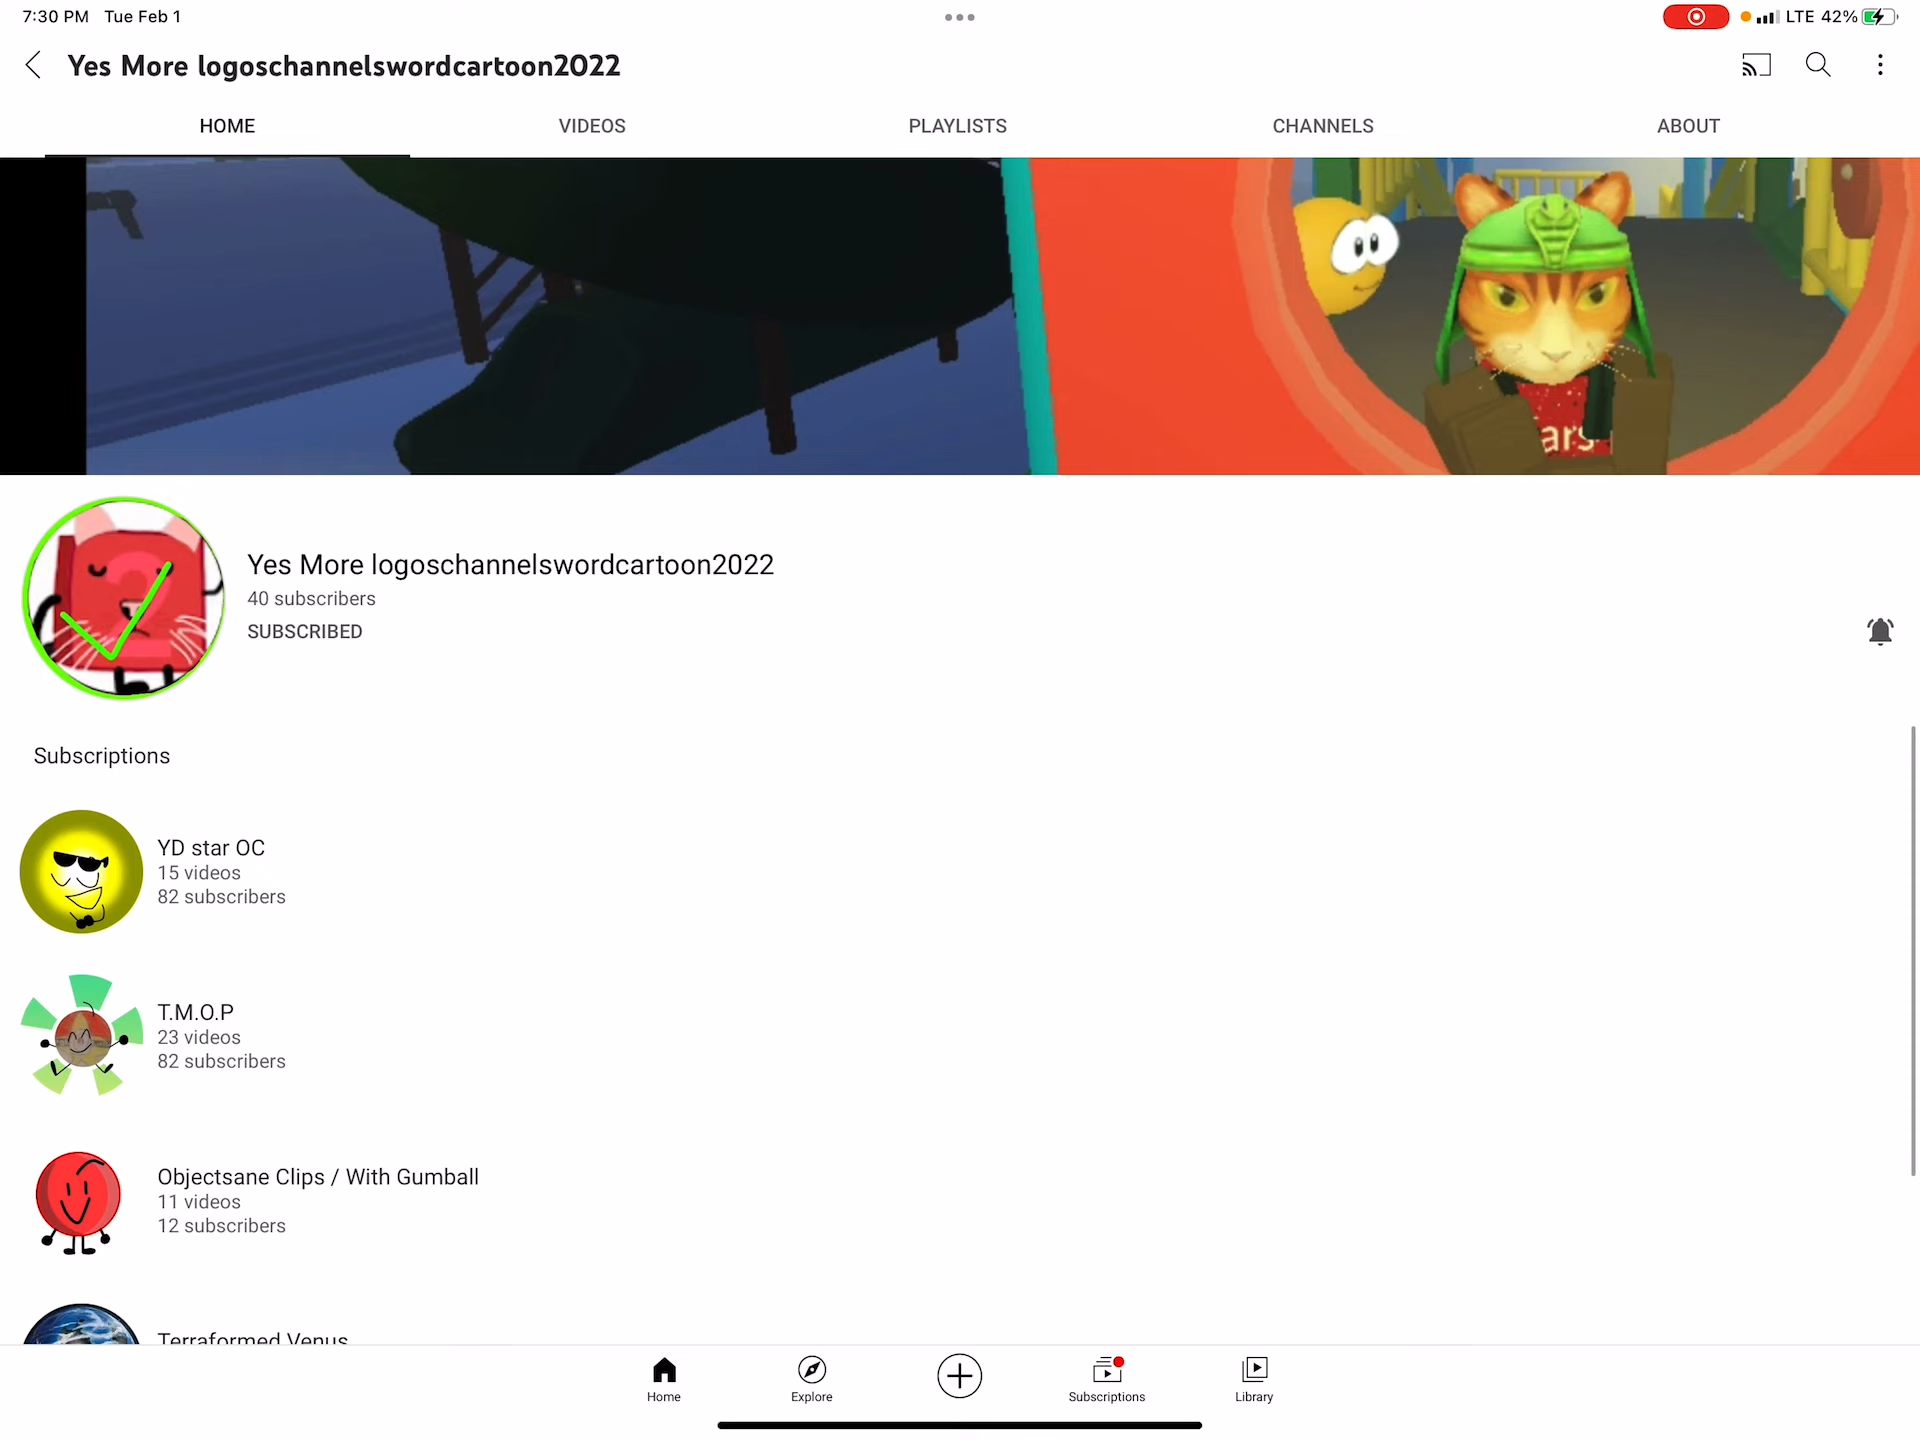 7:30 PM Tue Feb 1
LTE 42%
Yes More logoschannelswordcartoon2022
HOME VIDEOS PLAYLISTS CHANNELS ABOUT
ars
Yes More logoschannelswordcartoon2022
40 subscribers
SUBSCRIBED
Subscriptions
YD star OC
15 videos
82 subscribers
T.M.O.P
23 videos
82 subscribers
Objectsane Clips / With Gumball
11 videos
12 subscribers
Terraformed Venus
Home Explore Subscriptions Library